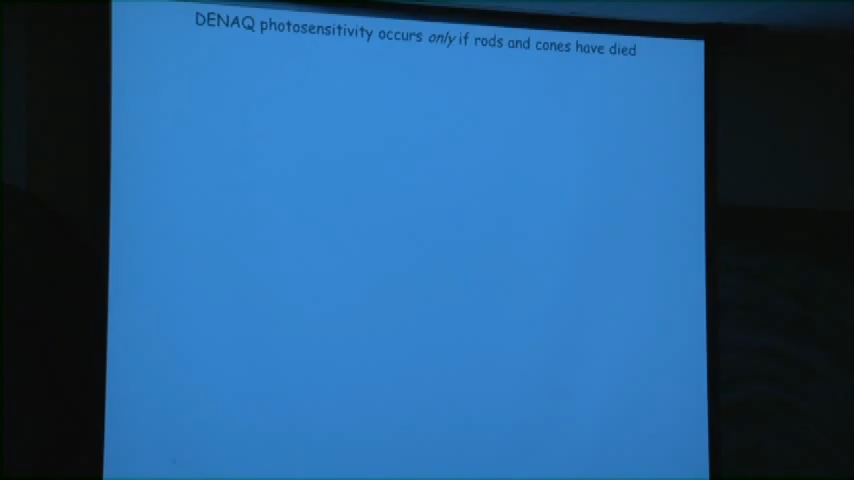 DENAQ photosensitivity occurs only if rods and cones have died